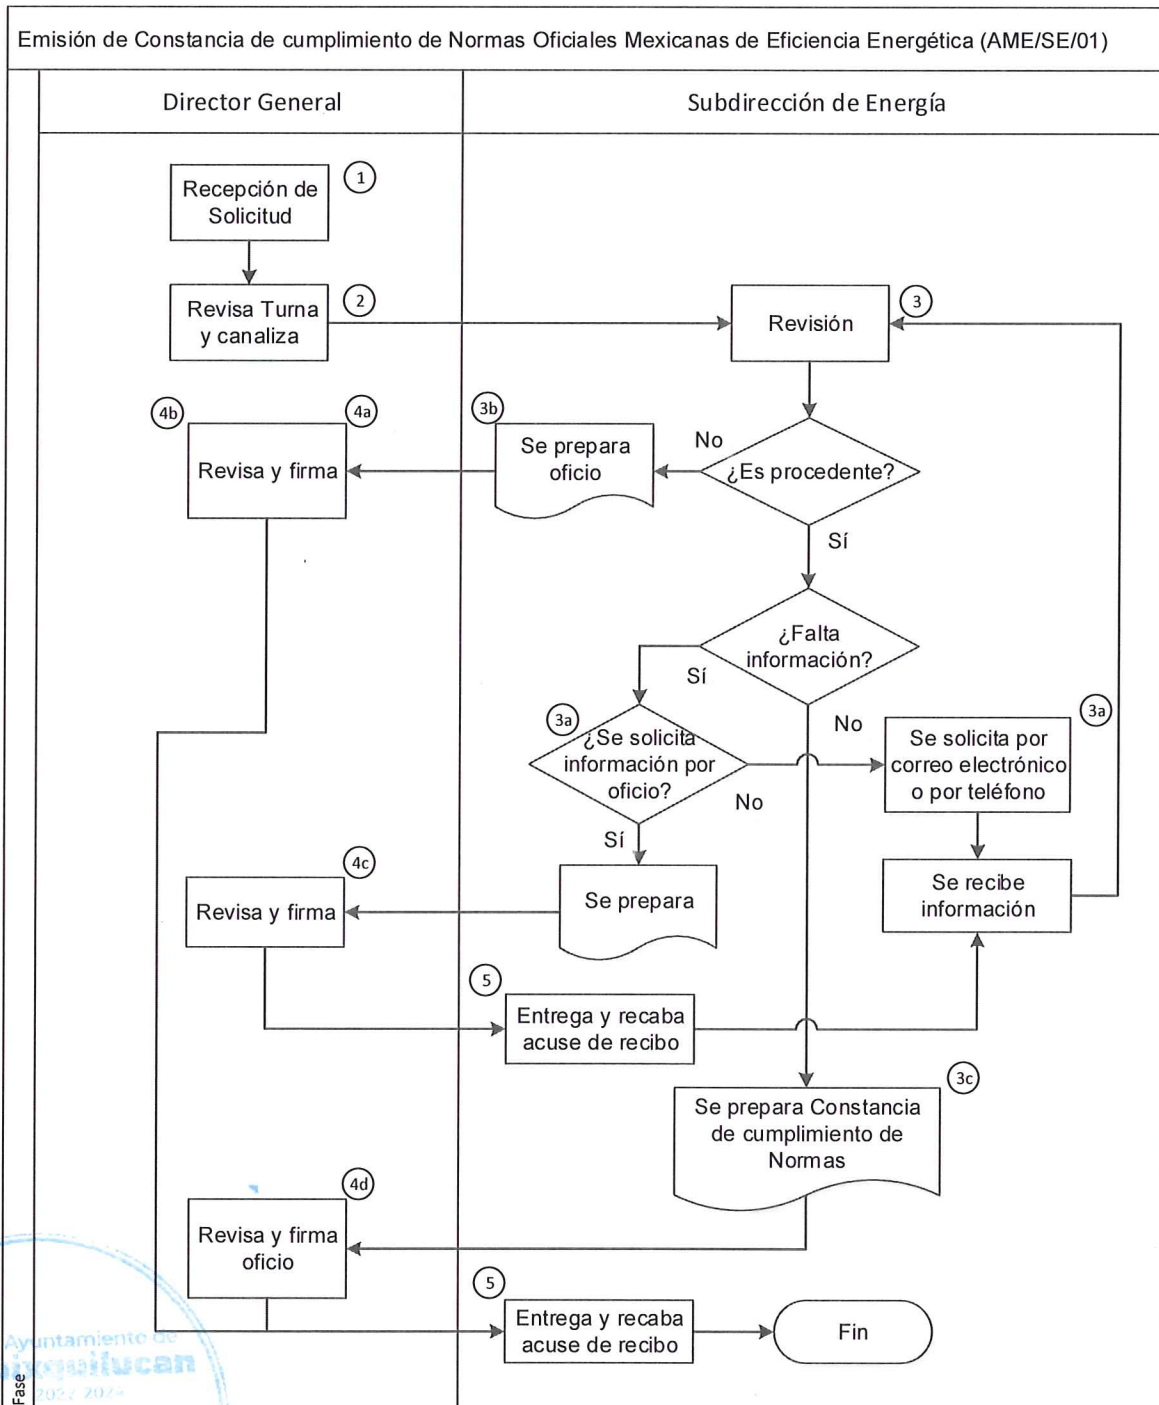 Emisión de Constancia de cumplimiento de Normas Oficiales Mexicanas de Eficiencia Energética (AME/SE/01)
Director General
Subdirección de Energía
1
Recepción de
Solicitud
2
Revisa Turna
y canaliza
3
Revisión
4b
4a
Revisa y firma
3b
Se prepara
oficio
No
¿Es procedente?
Sí
¿Falta
información?
Sí
No
3a
¿Se solicita
información por
oficio?
No
Sí
3a
Se solicita por
correo electrónico
o por teléfono
Se recibe
información
4c
Revisa y firma
Se prepara
5
Entrega y recaba
acuse de recibo
3c
Se prepara Constancia
de cumplimiento de
Normas
4d
Revisa y firma
oficio
5
Entrega y recaba
acuse de recibo
Fin
Ayuntamiento de
Fase